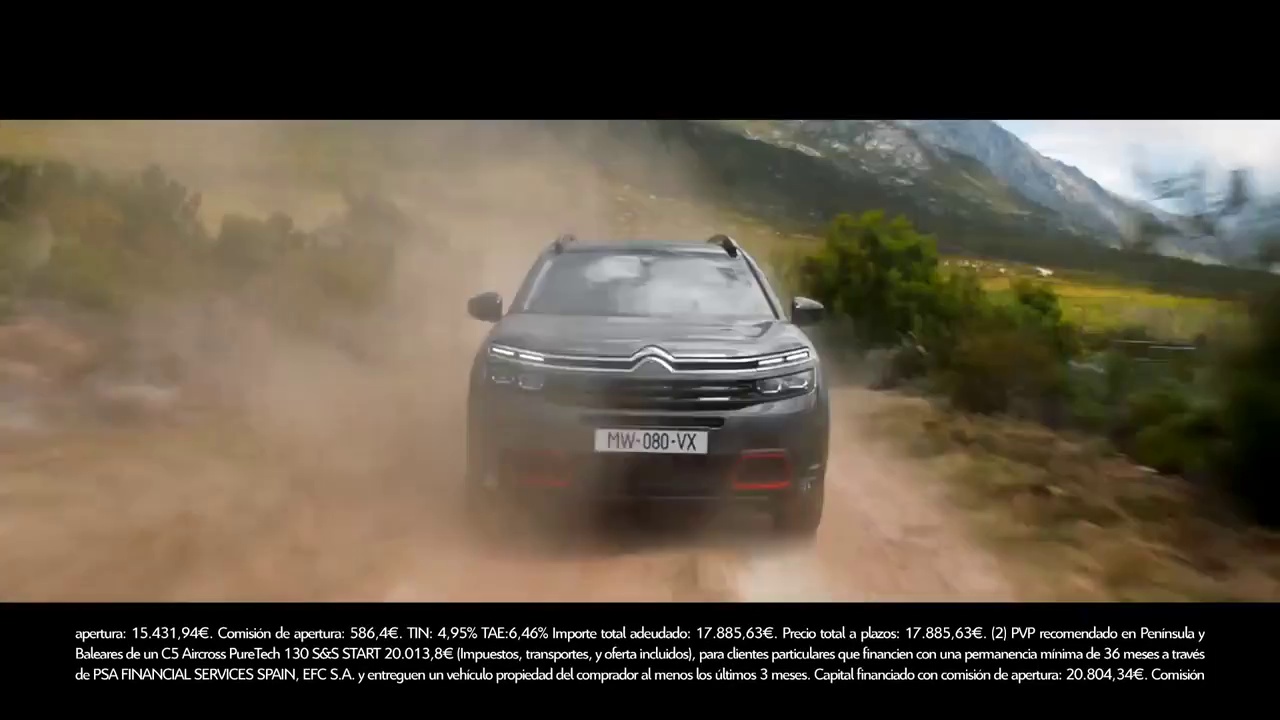 MW-080-VX
apertura: 15.431,94€. Comisión de apertura: 586,4€. TIN: 4,95% TAE:6,46% Importe total adeudado: 17.885,63€. Precio total a plazos: 17.885,63€. (2) PVP recomendado en Península y
Baleares de un C5 Aircross PureTech 130 S&S START 20.013,8€ (Impuestos, transportes, y oferta incluidos), para clientes particulares que financien con una permanencia mínima de 36 meses a través
de PSA FINANCIAL SERVICES SPAIN, EFC S.A. y entreguen un vehículo propiedad del comprador al menos los últimos 3 meses. Capital financiado con comisión de apertura: 20.804,34€. Comisión